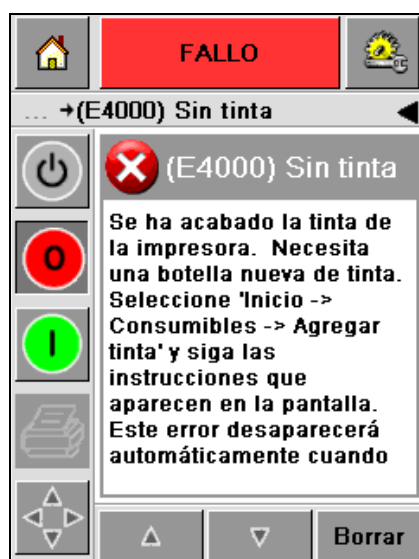 FALLO
... →(E4000) Sin tinta
(E4000) Sin tinta
Se ha acabado la tinta de
la impresora. Necesita
una botella nueva de tinta.
Seleccione 'Inicio ->
Consumibles -> Agregar
tinta' y siga las
instrucciones que
aparecen en la pantalla.
Este error desaparecerá
automáticamente cuando
O
I
Borrar